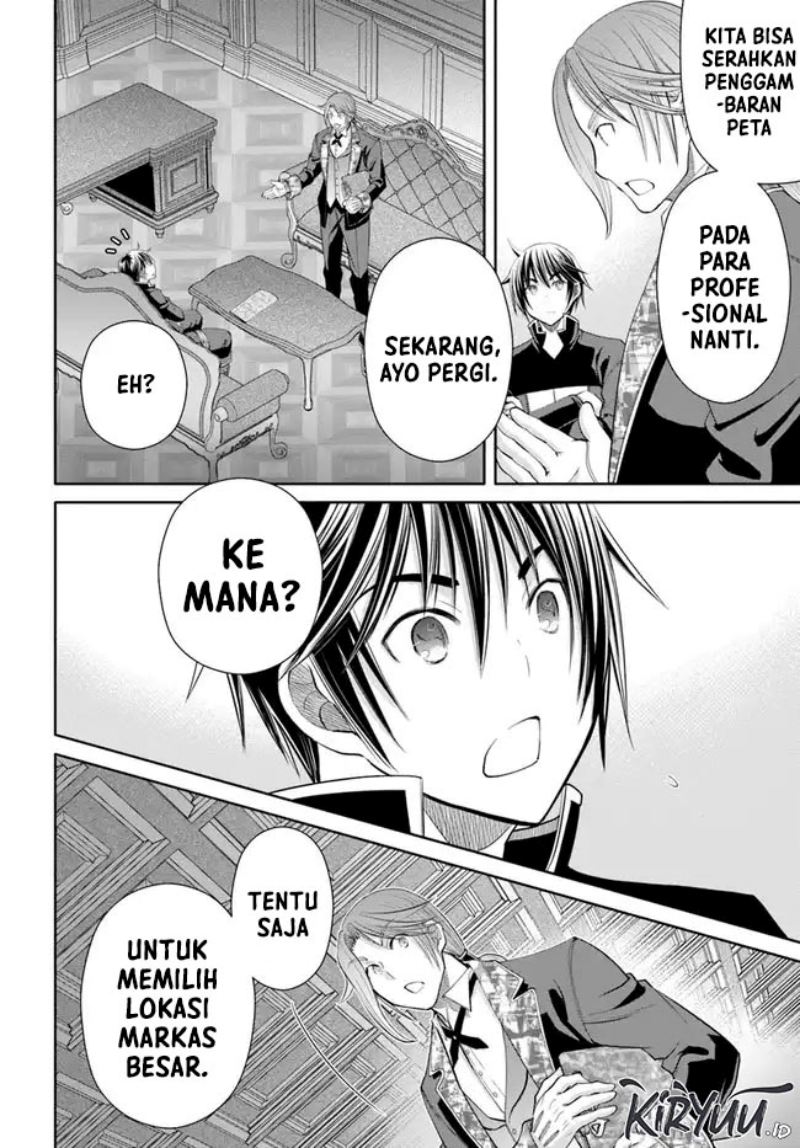 KITA BISA
SERAHKAN
PENGGAM
-BARAN
PETA
PADA
PARA
PROFE
-SIONAL
NANTI.
SEKARANG,
AYO PERGI.
EH?
KE
MANA?
TENTU
SAJA
UNTUK
MEMILIH
LOKASI
MARKAS
BESAR.
KIRYUU.ID